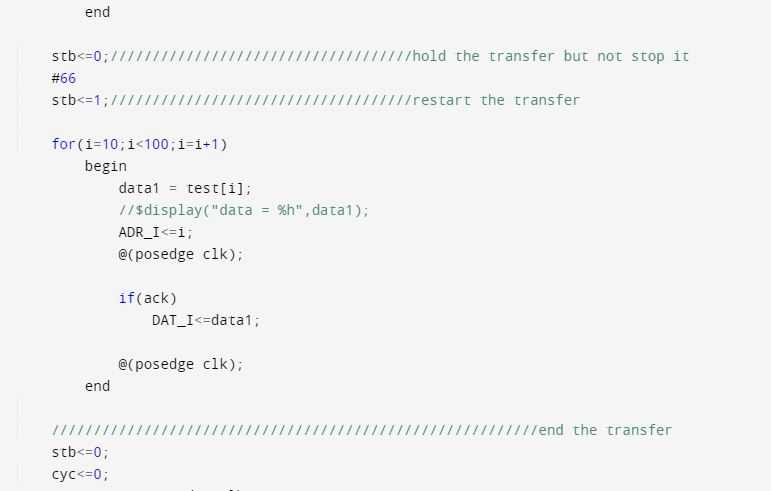 end
stb<=0;////////////////////////////////////hold the transfer but not stop it
#66
stb<=1;////////////////////////////////////restart the transfer
for(i=10;i<100;i=i+1)
begin
data1 = test[i];
//$display("data = %h",data1);
ADR_I<=i;
@(posedge clk);
if(ack)
DAT_I<=data1;
@(posedge clk);
end
//////////////////////////////////////////////////////////end the transfer
stb<=0;
cyc<=0;